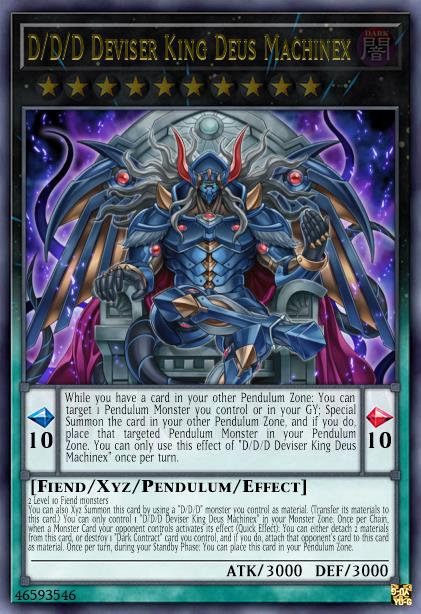 D/D/D Deviser King Deus Machinex
DARK
闇
While you have a card in your other Pendulum Zone: You can
target 1 Pendulum Monster you control or in your GY; Special
Summon the card in your other Pendulum Zone, and if you do,
place that targeted Pendulum Monster in your Pendulum
Zone. You can only use this effect of "D/D/D Deviser King Deus
Machinex" once per turn.
10
10
[Fiend/Xyz/Pendulum/Effect]
2 Level 10 Fiend monsters
You can also Xyz Summon this card by using a "D/D/D" monster you control as material. (Transfer its materials to
this card.) You can only control 1 "D/D/D Deviser King Deus Machinex" in your Monster Zone. Once per Chain,
when a Monster Card your opponent controls activates its effect (Quick Effect): You can either detach 2 materials
from this card, or destroy 1 "Dark Contract" card you control, and if you do, attach that opponent's card to this
card as material. Once per turn, during your Standby Phase: You can place this card in your Pendulum Zone.
ATK/3000 DEF/3000
46593546